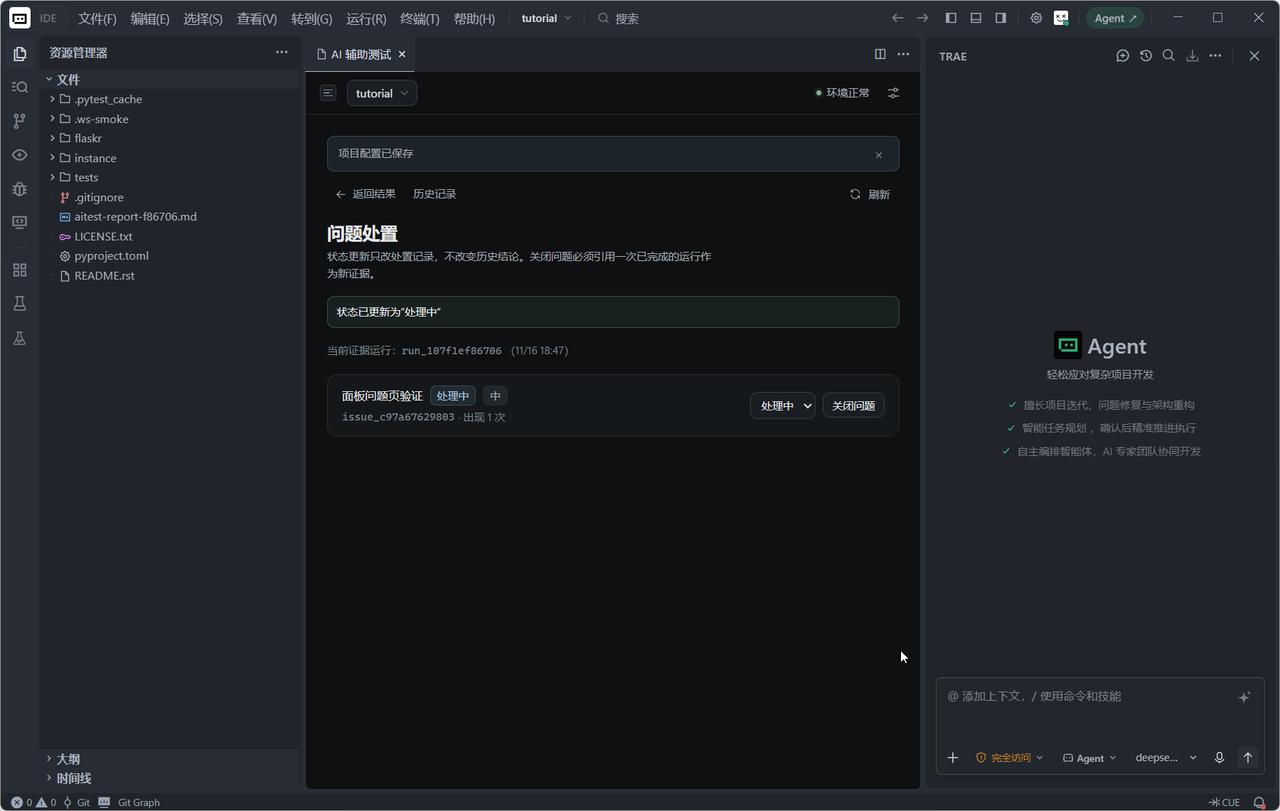 IDE 文件(F) 编辑(E) 选择(S) 查看(V) 转到(G) 运行(R) 终端(T) 帮助(H) tutorial 搜索 Agent ↗
资源管理器
文件
.pytest_cache
.ws-smoke
flaskr
instance
tests
.gitignore
aitest-report-f86706.md
LICENSE.txt
pyproject.toml
README.rst
大纲
时间线
AI 辅助测试
tutorial
环境正常
项目配置已保存
← 返回结果 历史记录 刷新
问题处置
状态更新只改处置记录，不改变历史结论。关闭问题必须引用一次已完成的运行作
为新证据。
状态已更新为“处理中”
当前证据运行：run_107f1ef86706 (11/16 18:47)
面板问题页验证 处理中 中
issue_c97a67629803 · 出现 1 次
处理中 关闭问题
TRAE
Agent
轻松应对复杂项目开发
擅长项目迭代、问题修复与架构重构
智能任务规划，确认后精准推进执行
自主编排智能体，AI 专家团队协同开发
@ 添加上下文，/ 使用命令和技能
完全访问 Agent deepse...
0 0 Git Git Graph CUE